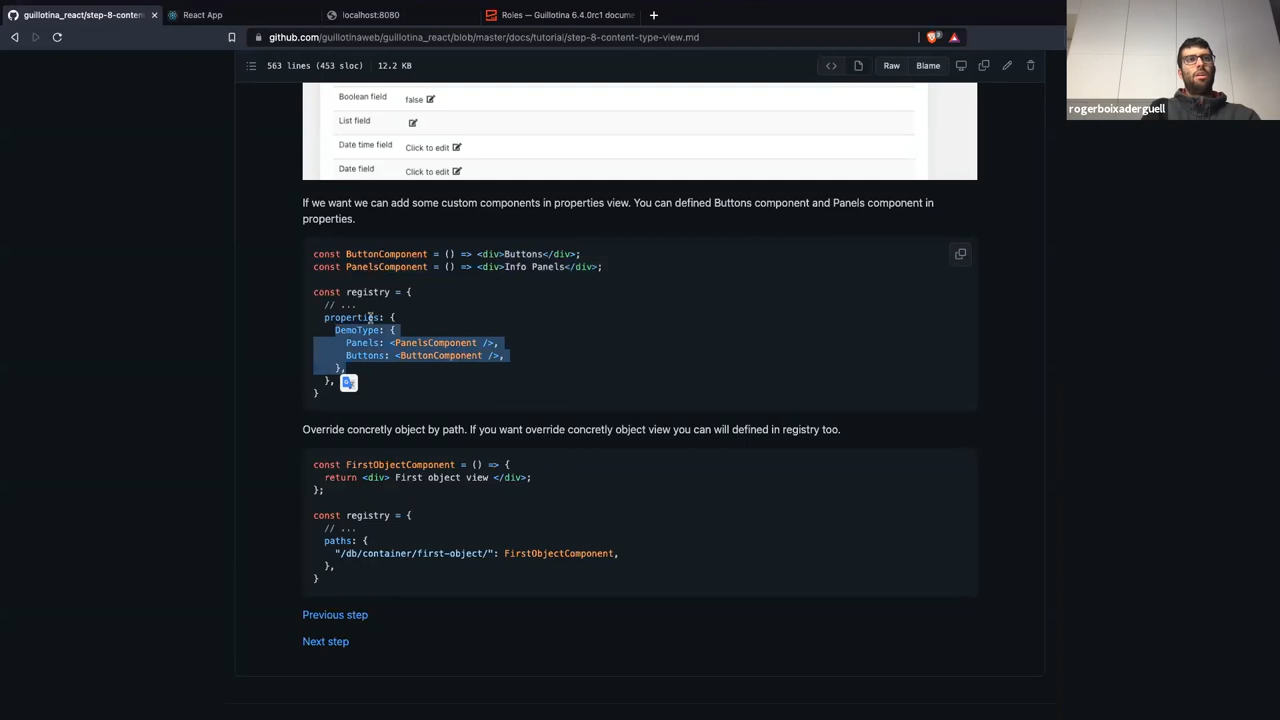 guillotina_react/step-8-conten
React App
localhost:8080
Roles — Guillotina 6.4.0rc1 docume
github.com/guillotinaweb/guillotina_react/blob/master/docs/tutorial/step-8-content-type-view.md
rogerboixaderguell
563 lines (453 sloc)
12.2 KB
Raw
Blame
Boolean field
false
List field
Date time field
Click to edit
Date field
Click to edit
If we want we can add some custom components in properties view. You can defined Buttons component and Panels component in
properties.
const ButtonComponent = () => <div>Buttons</div>;
const PanelsComponent = () => <div>Info Panels</div>;
const registry = {
// ...
properties: {
DemoType: {
Panels: <PanelsComponent />,
Buttons: <ButtonComponent />,
},
},
}
Override concretly object by path. If you want override concretly object view you can will defined in registry too.
const FirstObjectComponent = () => {
return <div> First object view </div>;
};
const registry = {
// ...
paths: {
"/db/container/first-object/": FirstObjectComponent,
},
}
Previous step
Next step